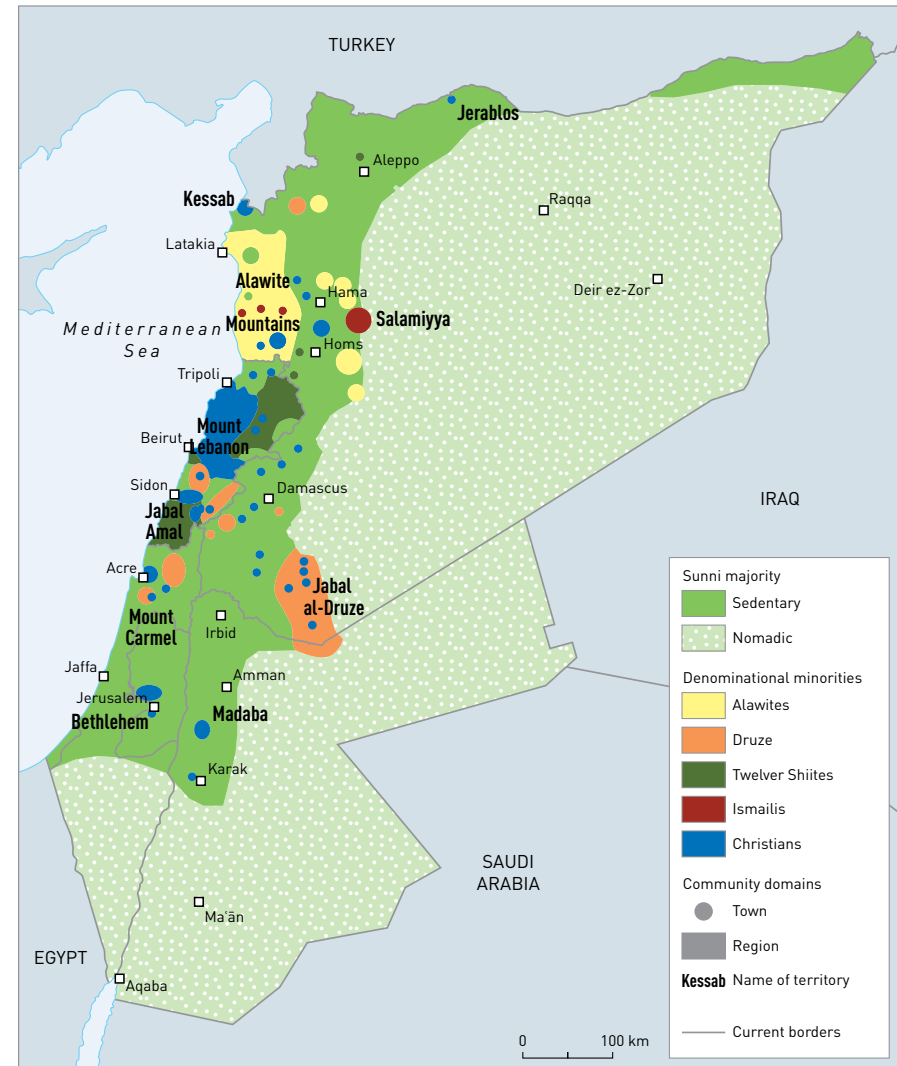 TURKEY
Jerablos
Aleppo
Kessab
Raqqa
Latakia
Alawite
Mountains
Hama
Deir ez-Zor
Salamiyya
Mediterranean
Sea
Homs
Tripoli
Mount
Lebanon
Beirut
Sidon
Damascus
IRAQ
Jabal
Amal
Acre
Jabal
al-Druze
Mount
Carmel
Irbid
Jaffa
Amman
Jerusalem
Bethlehem
Madaba
Karak
SAUDI
ARABIA
Maʿān
EGYPT
Aqaba
0 100 km
Sunni majority
Sedentary
Nomadic
Denominational minorities
Alawites
Druze
Twelver Shiites
Ismailis
Christians
Community domains
Town
Region
Kessab Name of territory
Current borders